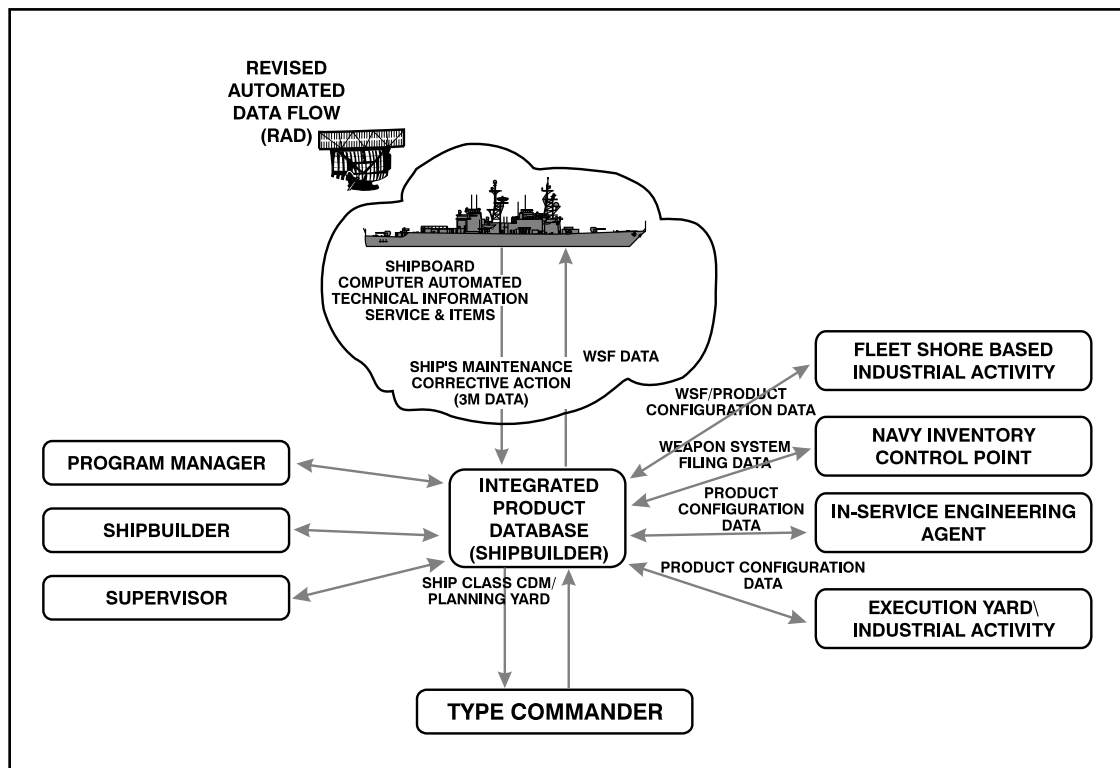 REVISED
AUTOMATED
DATA FLOW
(RAD)
SHIPBOARD
COMPUTER AUTOMATED
TECHNICAL INFORMATION
SERVICE & ITEMS
SHIP'S MAINTENANCE
CORRECTIVE ACTION
(3M DATA)
WSF DATA
FLEET SHORE BASED
INDUSTRIAL ACTIVITY
WSF/PRODUCT
CONFIGURATION DATA
NAVY INVENTORY
CONTROL POINT
WEAPON SYSTEM
FILING DATA
PROGRAM MANAGER
SHIPBUILDER
SUPERVISOR
INTEGRATED
PRODUCT
DATABASE
(SHIPBUILDER)
PRODUCT
CONFIGURATION
DATA
IN-SERVICE ENGINEERING
AGENT
PRODUCT CONFIGURATION
DATA
EXECUTION YARD\
INDUSTRIAL ACTIVITY
SHIP CLASS CDM/
PLANNING YARD
TYPE COMMANDER